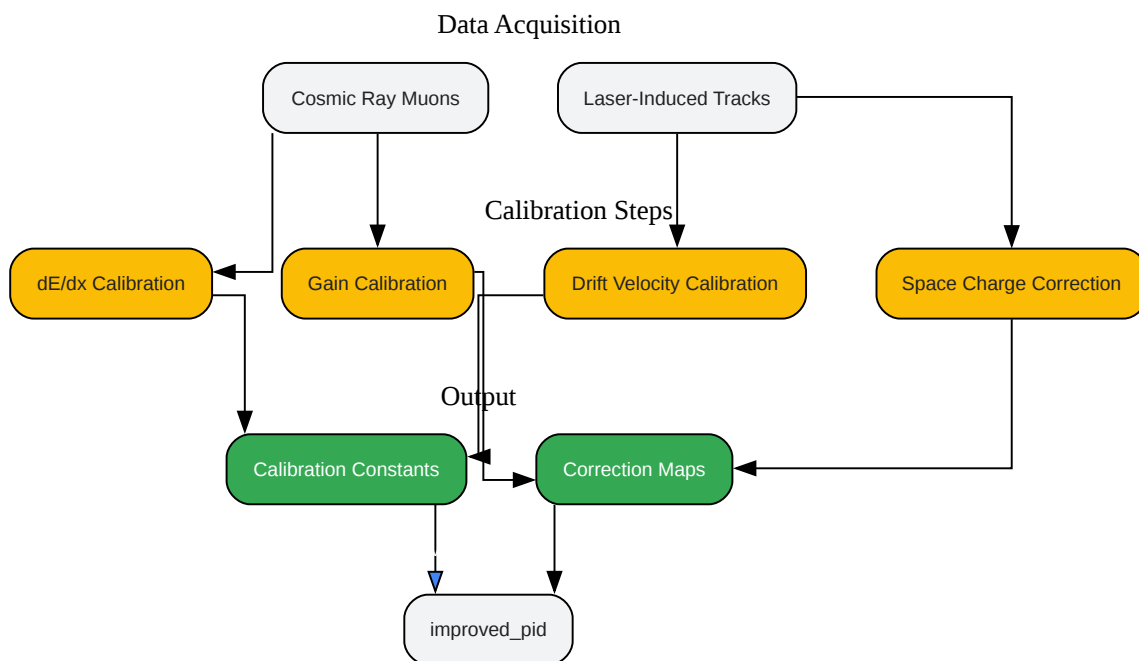 Data Acquisition
Cosmic Ray Muons
Laser-Induced Tracks
Calibration Steps
dE/dx Calibration
Gain Calibration
Drift Velocity Calibration
Space Charge Correction
Output
Calibration Constants
Correction Maps
improved_pid